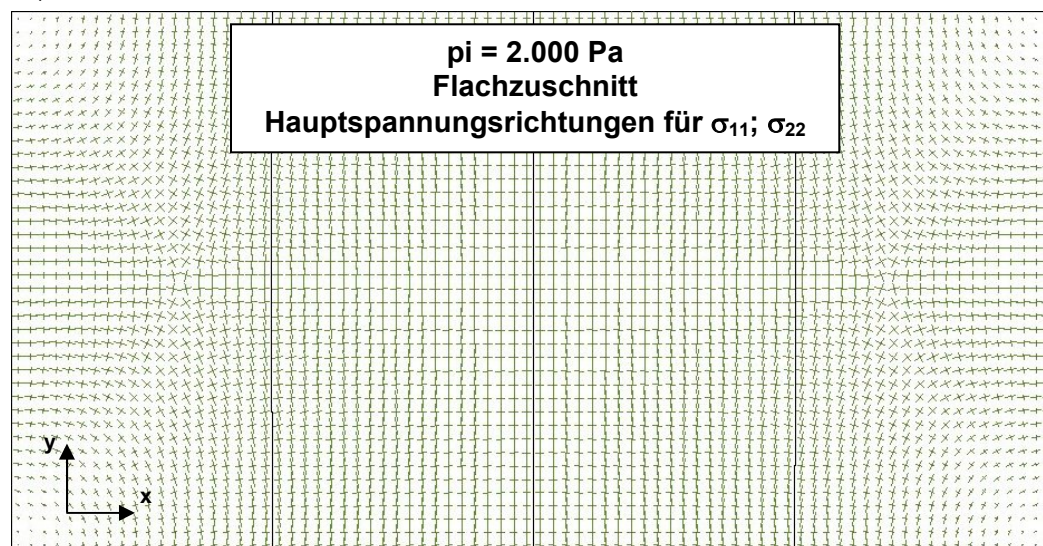 pi = 2.000 Pa
Flachzuschnitt
Hauptspannungsrichtungen für σ₁₁; σ₂₂
y
x